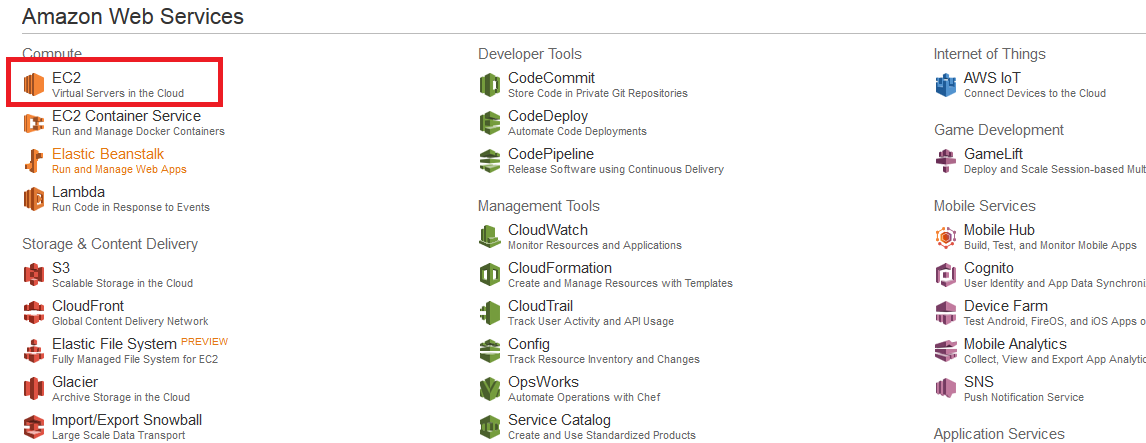 Amazon Web Services
Compute
EC2
Virtual Servers in the Cloud
EC2 Container Service
Run and Manage Docker Containers
Elastic Beanstalk
Run and Manage Web Apps
Lambda
Run Code in Response to Events
Storage & Content Delivery
S3
Scalable Storage in the Cloud
CloudFront
Global Content Delivery Network
Elastic File System PREVIEW
Fully Managed File System for EC2
Glacier
Archive Storage in the Cloud
Import/Export Snowball
Large Scale Data Transport
Developer Tools
CodeCommit
Store Code in Private Git Repositories
CodeDeploy
Automate Code Deployments
CodePipeline
Release Software using Continuous Delivery
Management Tools
CloudWatch
Monitor Resources and Applications
CloudFormation
Create and Manage Resources with Templates
CloudTrail
Track User Activity and API Usage
Config
Track Resource Inventory and Changes
OpsWorks
Automate Operations with Chef
Service Catalog
Create and Use Standardized Products
Internet of Things
AWS IoT
Connect Devices to the Cloud
Game Development
GameLift
Deploy and Scale Session-based Mult
Mobile Services
Mobile Hub
Build, Test, and Monitor Mobile Apps
Cognito
User Identity and App Data Synchroni
Device Farm
Test Android, FireOS, and iOS Apps o
Mobile Analytics
Collect, View and Export App Analytic
SNS
Push Notification Service
Application Services